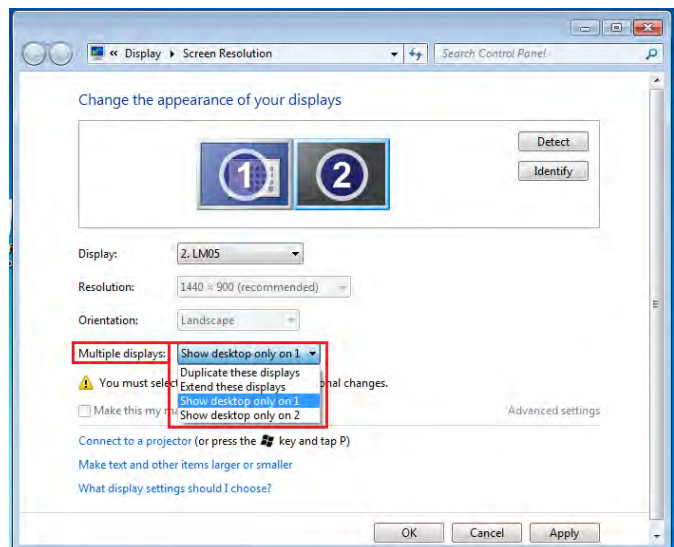 « Display ▸ Screen Resolution
Search Control Panel
Change the appearance of your displays
1
2
Detect
Identify
Display: 2. LM05
Resolution: 1440 × 900 (recommended)
Orientation: Landscape
Multiple displays: Show desktop only on 1
Duplicate these displays
You must selec
Extend these displays
nal changes.
Show desktop only on 1
Make this my m
Show desktop only on 2
Advanced settings
Connect to a projector (or press the key and tap P)
Make text and other items larger or smaller
What display settings should I choose?
OK
Cancel
Apply